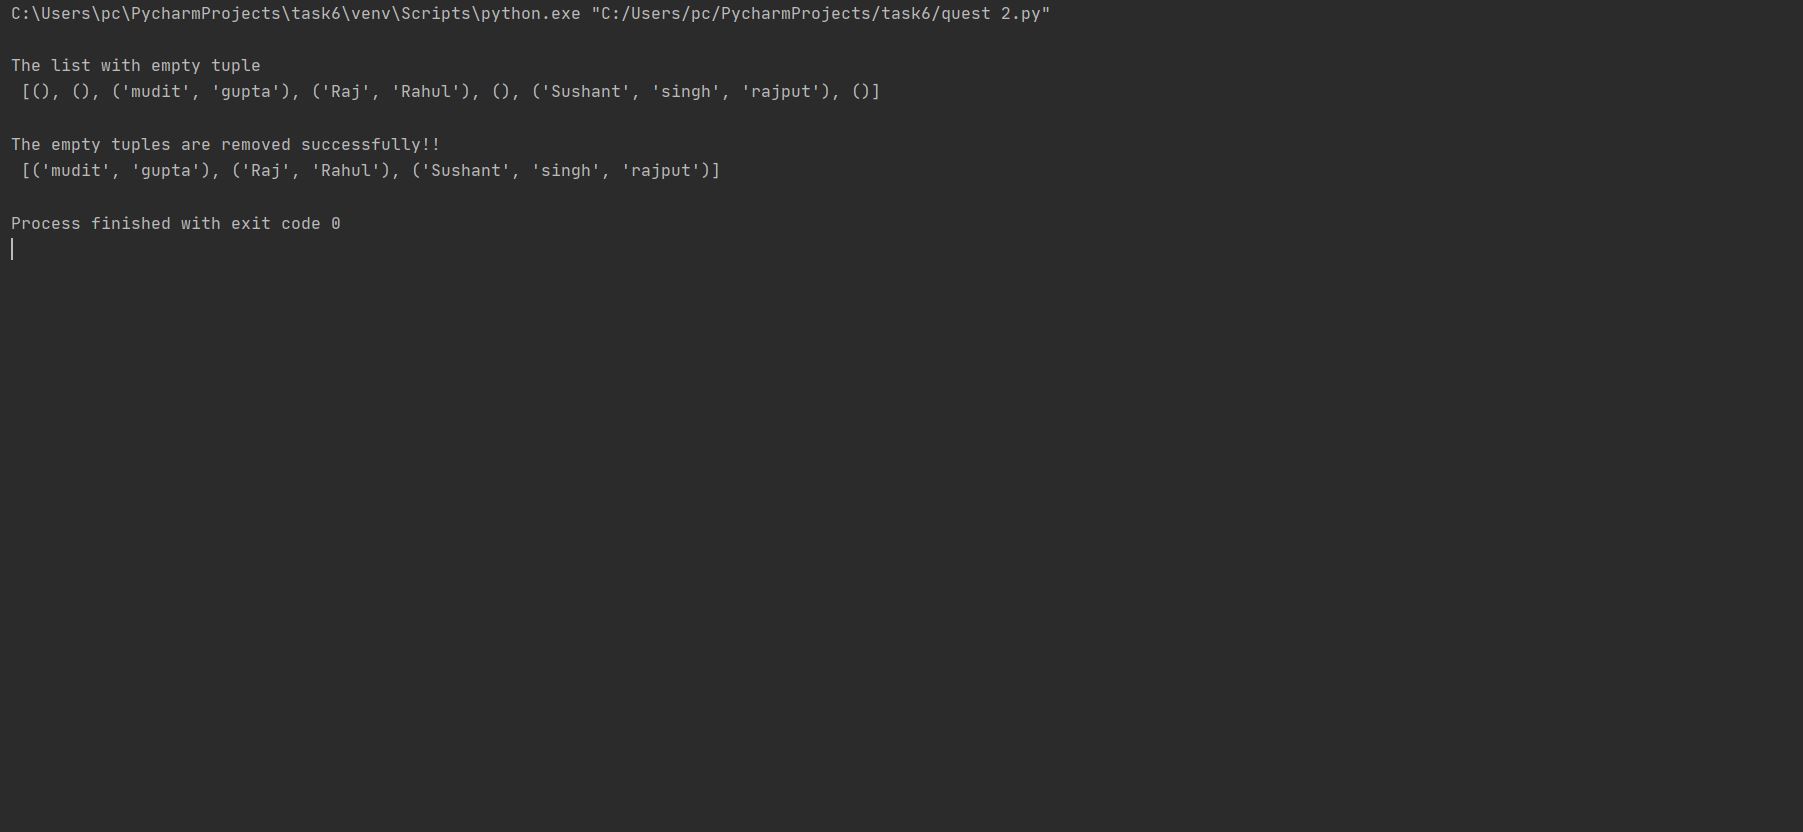 C:\Users\pc\PycharmProjects\task6\venv\Scripts\python.exe "C:/Users/pc/PycharmProjects/task6/quest 2.py"
The list with empty tuple
[(), (), ('mudit', 'gupta'), ('Raj', 'Rahul'), (), ('Sushant', 'singh', 'rajput'), ()]
The empty tuples are removed successfully!!
[('mudit', 'gupta'), ('Raj', 'Rahul'), ('Sushant', 'singh', 'rajput')]
Process finished with exit code 0